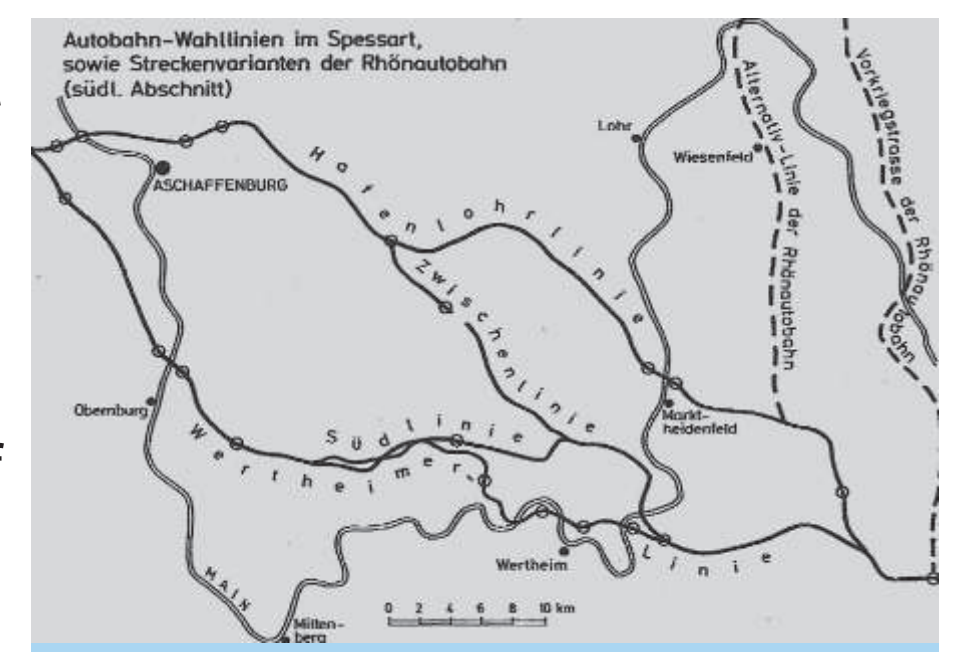 Autobahn-Wahllinien im Spessart,
sowie Streckenvarianten der Rhönautobahn
(südl. Abschnitt)
Lohr
Wiesenfeld
Alternativ-Linie der Rhönautobahn
Vorkriegstrasse der Rhönautobahn
ASCHAFFENBURG
Hafenlohrlinie
Zwischenlinie
Obernburg
Markt-
heidenfeld
Südlinie
Wertheimer-
Linie
Wertheim
MAIN
Milten-
berg
0 2 4 6 8 10 km